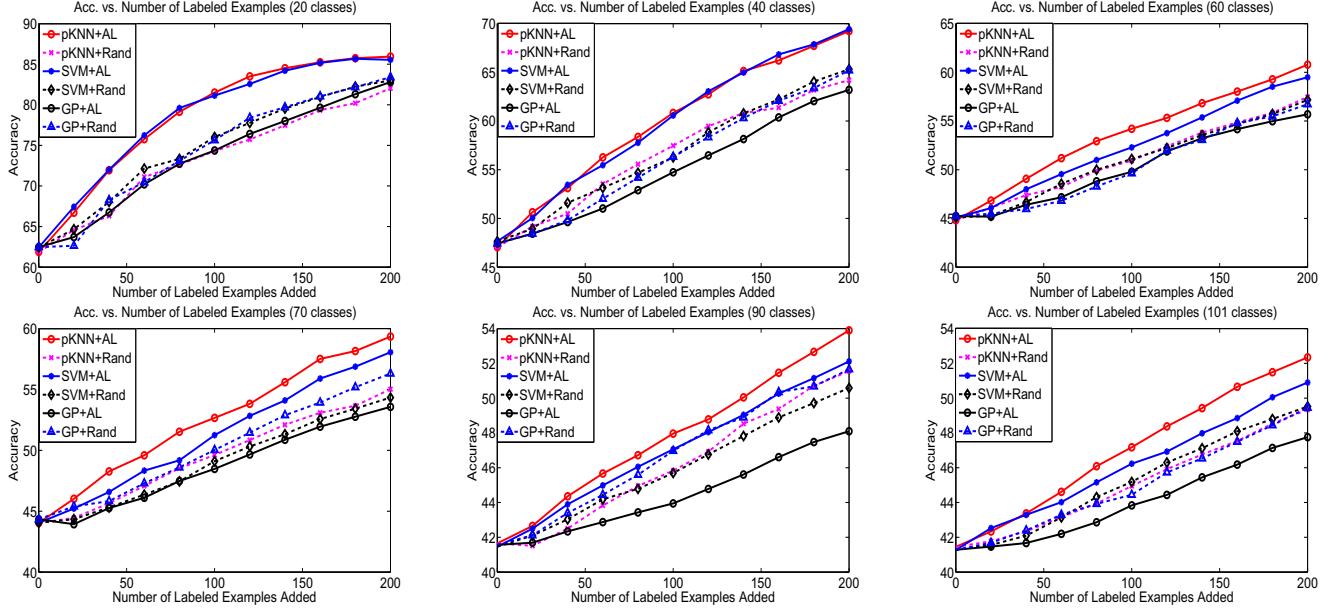 Acc. vs. Number of Labeled Examples (20 classes)
90
85
80
75
70
65
60
Accuracy
pKNN+AL
pKNN+Rand
SVM+AL
SVM+Rand
GP+AL
GP+Rand
0 50 100 150 200
Number of Labeled Examples Added
Acc. vs. Number of Labeled Examples (40 classes)
70
65
60
55
50
45
Accuracy
pKNN+AL
pKNN+Rand
SVM+AL
SVM+Rand
GP+AL
GP+Rand
0 50 100 150 200
Number of Labeled Examples Added
Acc. vs. Number of Labeled Examples (60 classes)
65
60
55
50
45
40
Accuracy
pKNN+AL
pKNN+Rand
SVM+AL
SVM+Rand
GP+AL
GP+Rand
0 50 100 150 200
Number of Labeled Examples Added
Acc. vs. Number of Labeled Examples (70 classes)
60
55
50
45
40
Accuracy
pKNN+AL
pKNN+Rand
SVM+AL
SVM+Rand
GP+AL
GP+Rand
0 50 100 150 200
Number of Labeled Examples Added
Acc. vs. Number of Labeled Examples (90 classes)
54
52
50
48
46
44
42
40
Accuracy
pKNN+AL
pKNN+Rand
SVM+AL
SVM+Rand
GP+AL
GP+Rand
0 50 100 150 200
Number of Labeled Examples Added
Acc. vs. Number of Labeled Examples (101 classes)
54
52
50
48
46
44
42
40
Accuracy
pKNN+AL
pKNN+Rand
SVM+AL
SVM+Rand
GP+AL
GP+Rand
0 50 100 150 200
Number of Labeled Examples Added